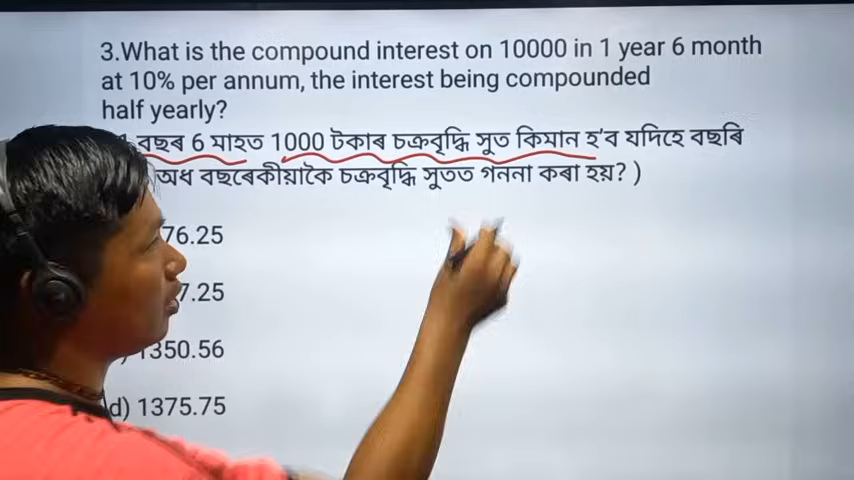 3.What is the compound interest on 10000 in 1 year 6 month
at 10% per annum, the interest being compounded
half yearly?
বছৰ 6 মাহত 1000 টকাৰ চক্ৰবৃদ্ধি সুত কিমান হ'ব যদিহে বছৰি
অধ বছৰেকীয়াকৈ চক্ৰবৃদ্ধি সুতত গননা কৰা হয়? )
76.25
7.25
) 1350.56
d) 1375.75